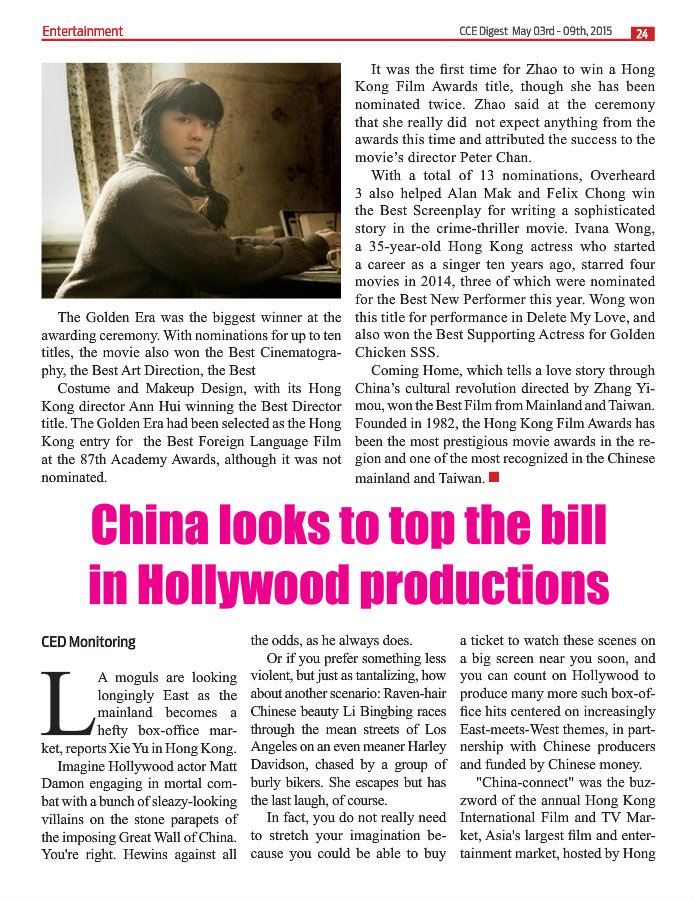 Entertainment
CCE Digest May 03rd - 09th, 2015
24
The Golden Era was the biggest winner at the
awarding ceremony. With nominations for up to ten
titles, the movie also won the Best Cinematogra-
phy, the Best Art Direction, the Best
Costume and Makeup Design, with its Hong
Kong director Ann Hui winning the Best Director
title. The Golden Era had been selected as the Hong
Kong entry for the Best Foreign Language Film
at the 87th Academy Awards, although it was not
nominated.
It was the first time for Zhao to win a Hong
Kong Film Awards title, though she has been
nominated twice. Zhao said at the ceremony
that she really did not expect anything from the
awards this time and attributed the success to the
movie's director Peter Chan.
With a total of 13 nominations, Overheard
3 also helped Alan Mak and Felix Chong win
the Best Screenplay for writing a sophisticated
story in the crime-thriller movie. Ivana Wong,
a 35-year-old Hong Kong actress who started
a career as a singer ten years ago, starred four
movies in 2014, three of which were nominated
for the Best New Performer this year. Wong won
this title for performance in Delete My Love, and
also won the Best Supporting Actress for Golden
Chicken SSS.
Coming Home, which tells a love story through
China's cultural revolution directed by Zhang Yi-
mou, won the Best Film from Mainland and Taiwan.
Founded in 1982, the Hong Kong Film Awards has
been the most prestigious movie awards in the re-
gion and one of the most recognized in the Chinese
mainland and Taiwan.
China looks to top the bill
in Hollywood productions
CED Monitoring
LA moguls are looking
longingly East as the
mainland becomes a
hefty box-office mar-
ket, reports Xie Yu in Hong Kong.
Imagine Hollywood actor Matt
Damon engaging in mortal com-
bat with a bunch of sleazy-looking
villains on the stone parapets of
the imposing Great Wall of China.
You're right. Hewins against all
the odds, as he always does.
Or if you prefer something less
violent, but just as tantalizing, how
about another scenario: Raven-hair
Chinese beauty Li Bingbing races
through the mean streets of Los
Angeles on an even meaner Harley
Davidson, chased by a group of
burly bikers. She escapes but has
the last laugh, of course.
In fact, you do not really need
to stretch your imagination be-
cause you could be able to buy
a ticket to watch these scenes on
a big screen near you soon, and
you can count on Hollywood to
produce many more such box-of-
fice hits centered on increasingly
East-meets-West themes, in part-
nership with Chinese producers
and funded by Chinese money.
"China-connect" was the buz-
zword of the annual Hong Kong
International Film and TV Mar-
ket, Asia's largest film and enter-
tainment market, hosted by Hong